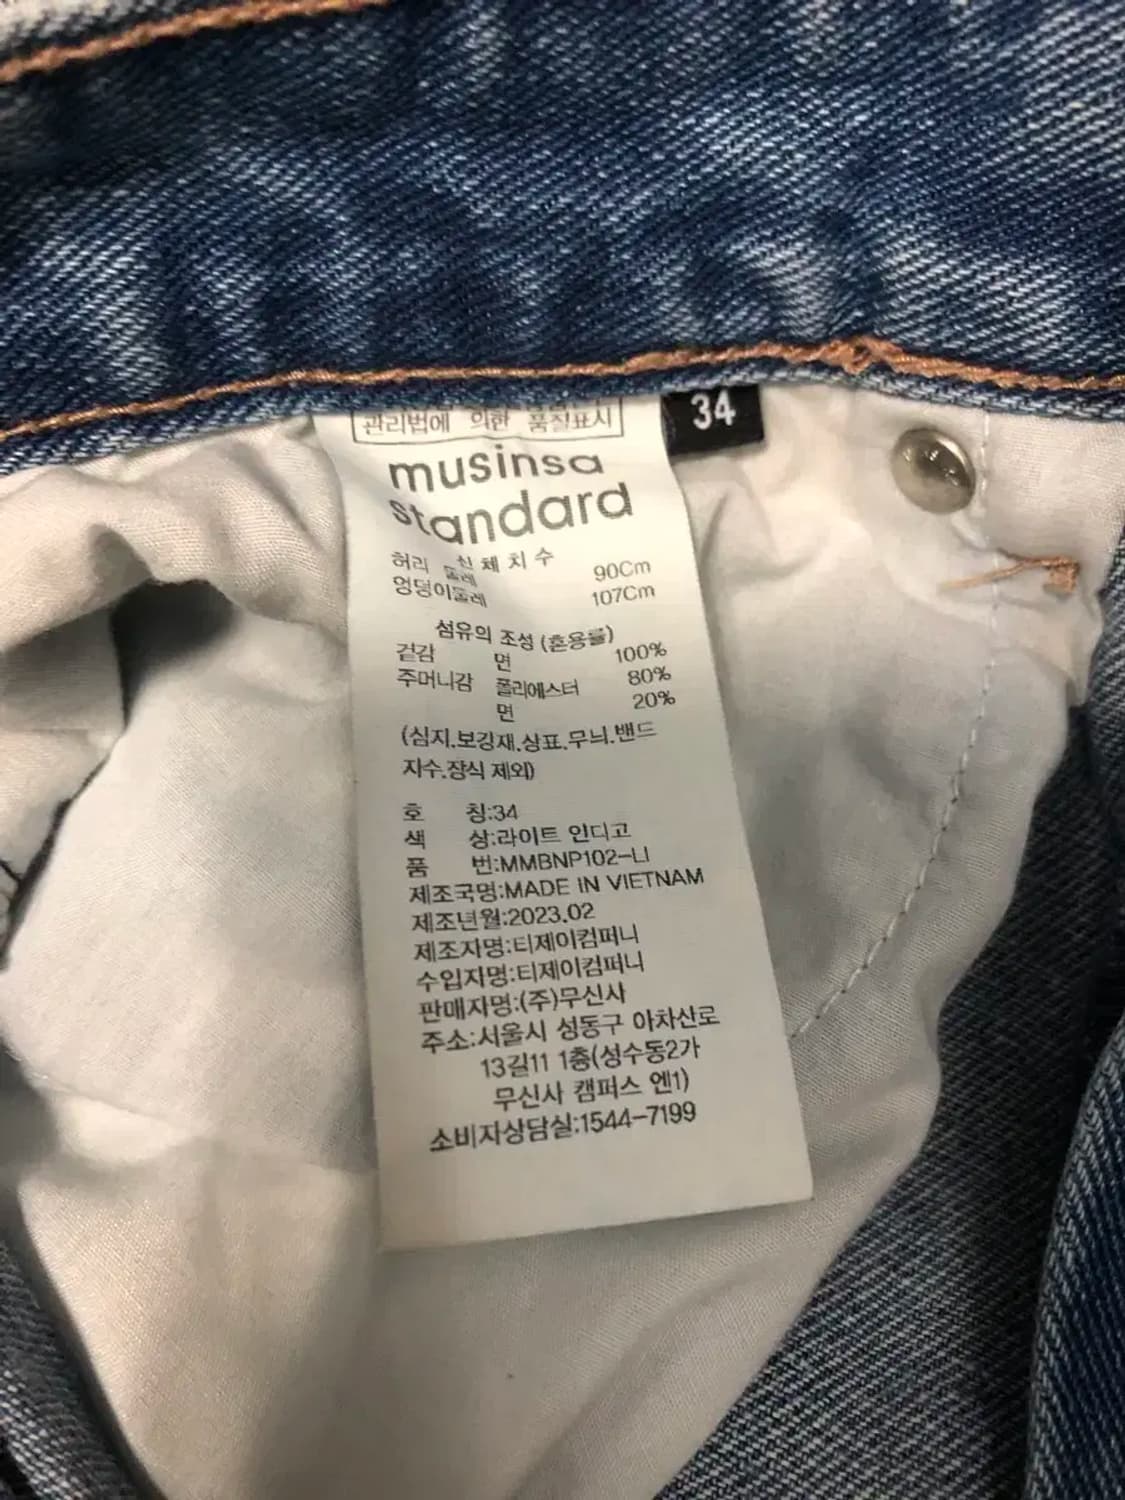 관리법에 의한 품질표시
34
musinsa
standard
신체치수
허리둘레 90Cm
엉덩이둘레 107Cm
섬유의 조성 (혼용률)
겉감 면 100%
주머니감 폴리에스터 80%
면 20%
(심지.보강재.상표.무늬.밴드
자수.장식 제외)
호 칭:34
색 상:라이트 인디고
품 번:MMBNP102-LI
제조국명:MADE IN VIETNAM
제조년월:2023.02
제조자명:티제이컴퍼니
수입자명:티제이컴퍼니
판매자명:(주)무신사
주소:서울시 성동구 아차산로
13길11 1층(성수동2가
무신사 캠퍼스 엔1)
소비자상담실:1544-7199